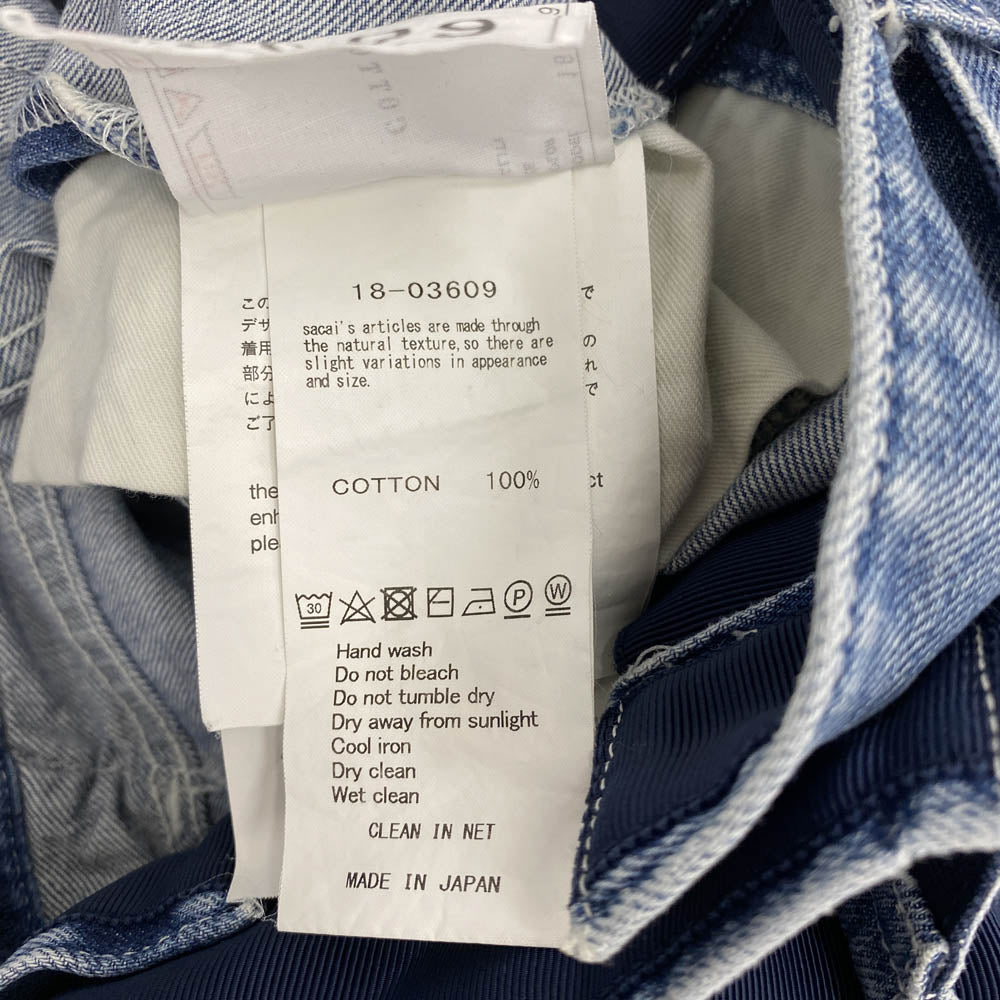 18-03609
sacai's articles are made through
the natural texture, so there are
slight variations in appearance
and size.
COTTON 100%
30 P W
Hand wash
Do not bleach
Do not tumble dry
Dry away from sunlight
Cool iron
Dry clean
Wet clean
CLEAN IN NET
MADE IN JAPAN
この で
デザ
着用 の
部分 れ
によ で
ご了
the ct
enh
ple